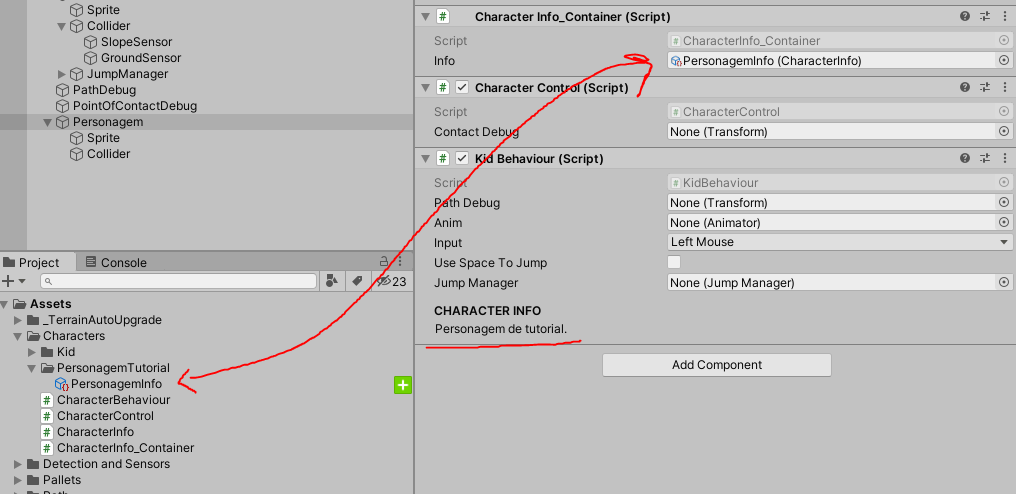 Sprite
Collider
SlopeSensor
GroundSensor
JumpManager
PathDebug
PointOfContactDebug
Personagem
Sprite
Collider
Project
Console
23
Assets
_TerrainAutoUpgrade
Characters
Kid
PersonagemTutorial
PersonagemInfo
CharacterBehaviour
CharacterControl
CharacterInfo
CharacterInfo_Container
Detection and Sensors
Pallets
# Character Info_Container (Script)
Script # CharacterInfo_Container
Info PersonagemInfo (CharacterInfo)
# Character Control (Script)
Script # CharacterControl
Contact Debug None (Transform)
# Kid Behaviour (Script)
Script # KidBehaviour
Path Debug None (Transform)
Anim None (Animator)
Input Left Mouse
Use Space To Jump
Jump Manager None (Jump Manager)
CHARACTER INFO
Personagem de tutorial.
Add Component